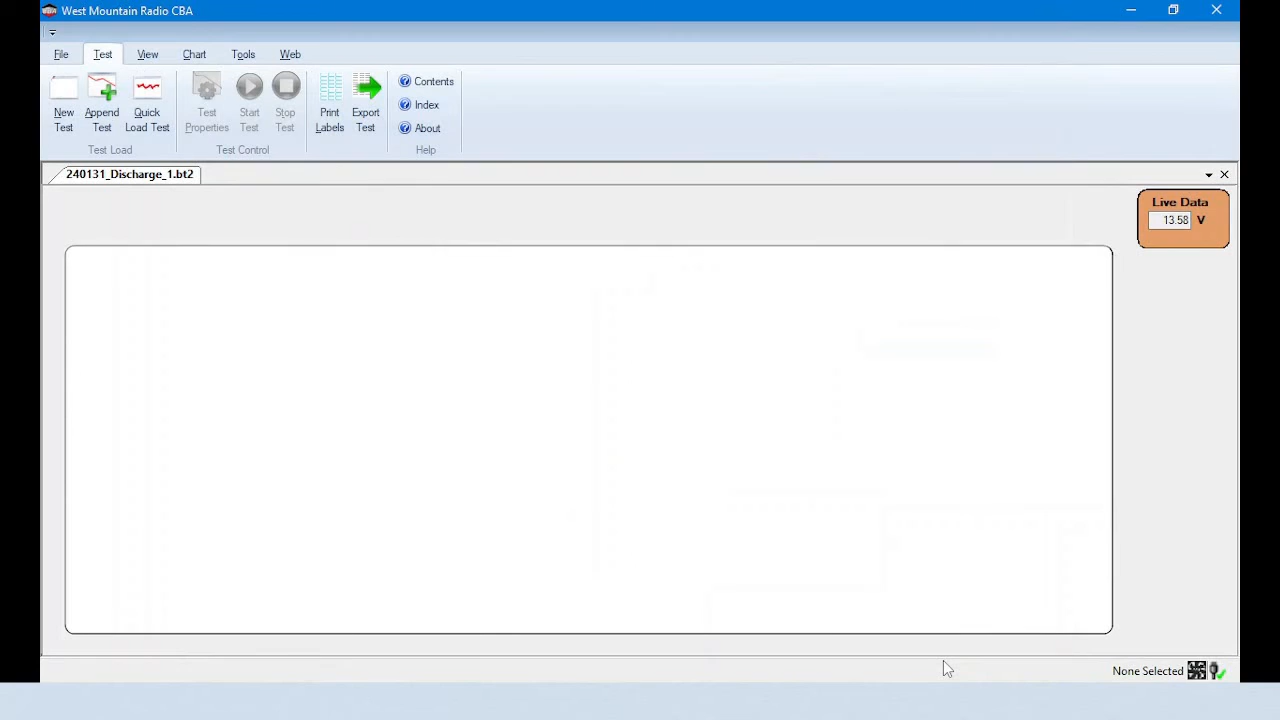 West Mountain Radio CBA
File Test View Chart Tools Web
New Test
Append Test
Quick Load Test
Test Load
Test Properties
Start Test
Stop Test
Test Control
Print Labels
Export Test
Contents
Index
About
Help
240131_Discharge_1.bt2
Live Data
13.58 V
None Selected